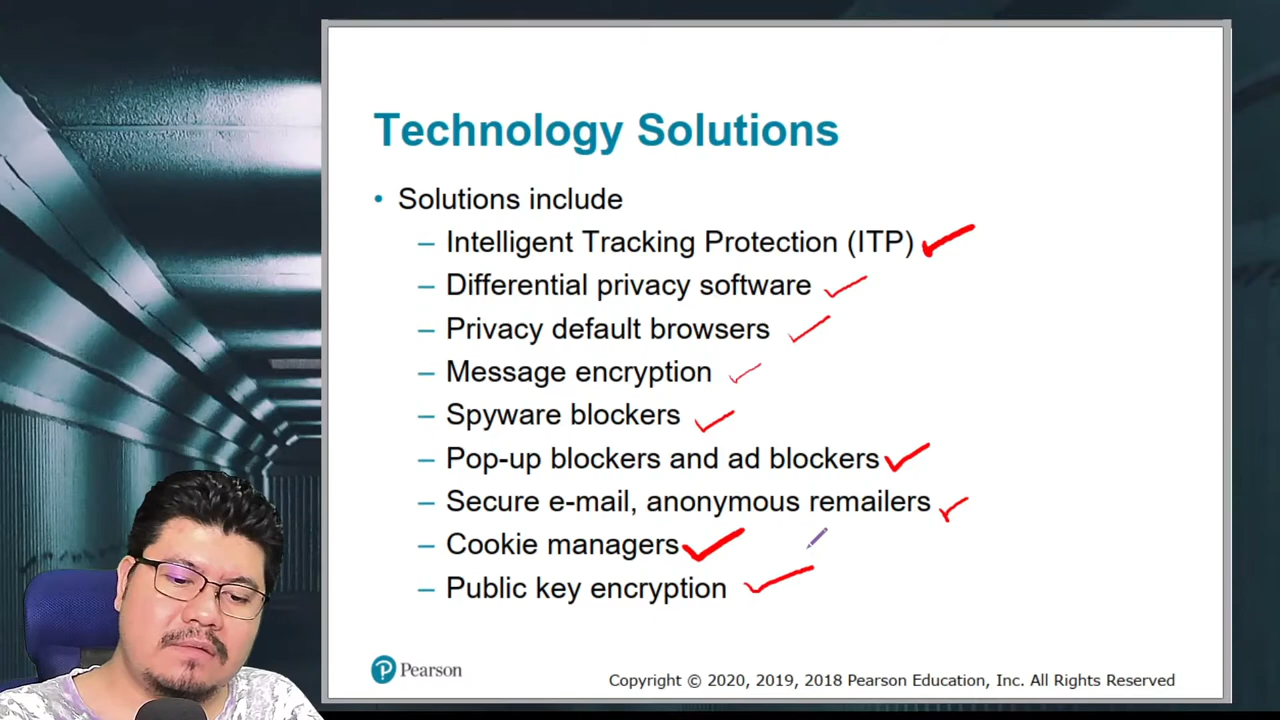 Technology Solutions
• Solutions include
– Intelligent Tracking Protection (ITP)
– Differential privacy software
– Privacy default browsers
– Message encryption
– Spyware blockers
– Pop-up blockers and ad blockers
– Secure e-mail, anonymous remailers
– Cookie managers
– Public key encryption
P Pearson
Copyright © 2020, 2019, 2018 Pearson Education, Inc. All Rights Reserved